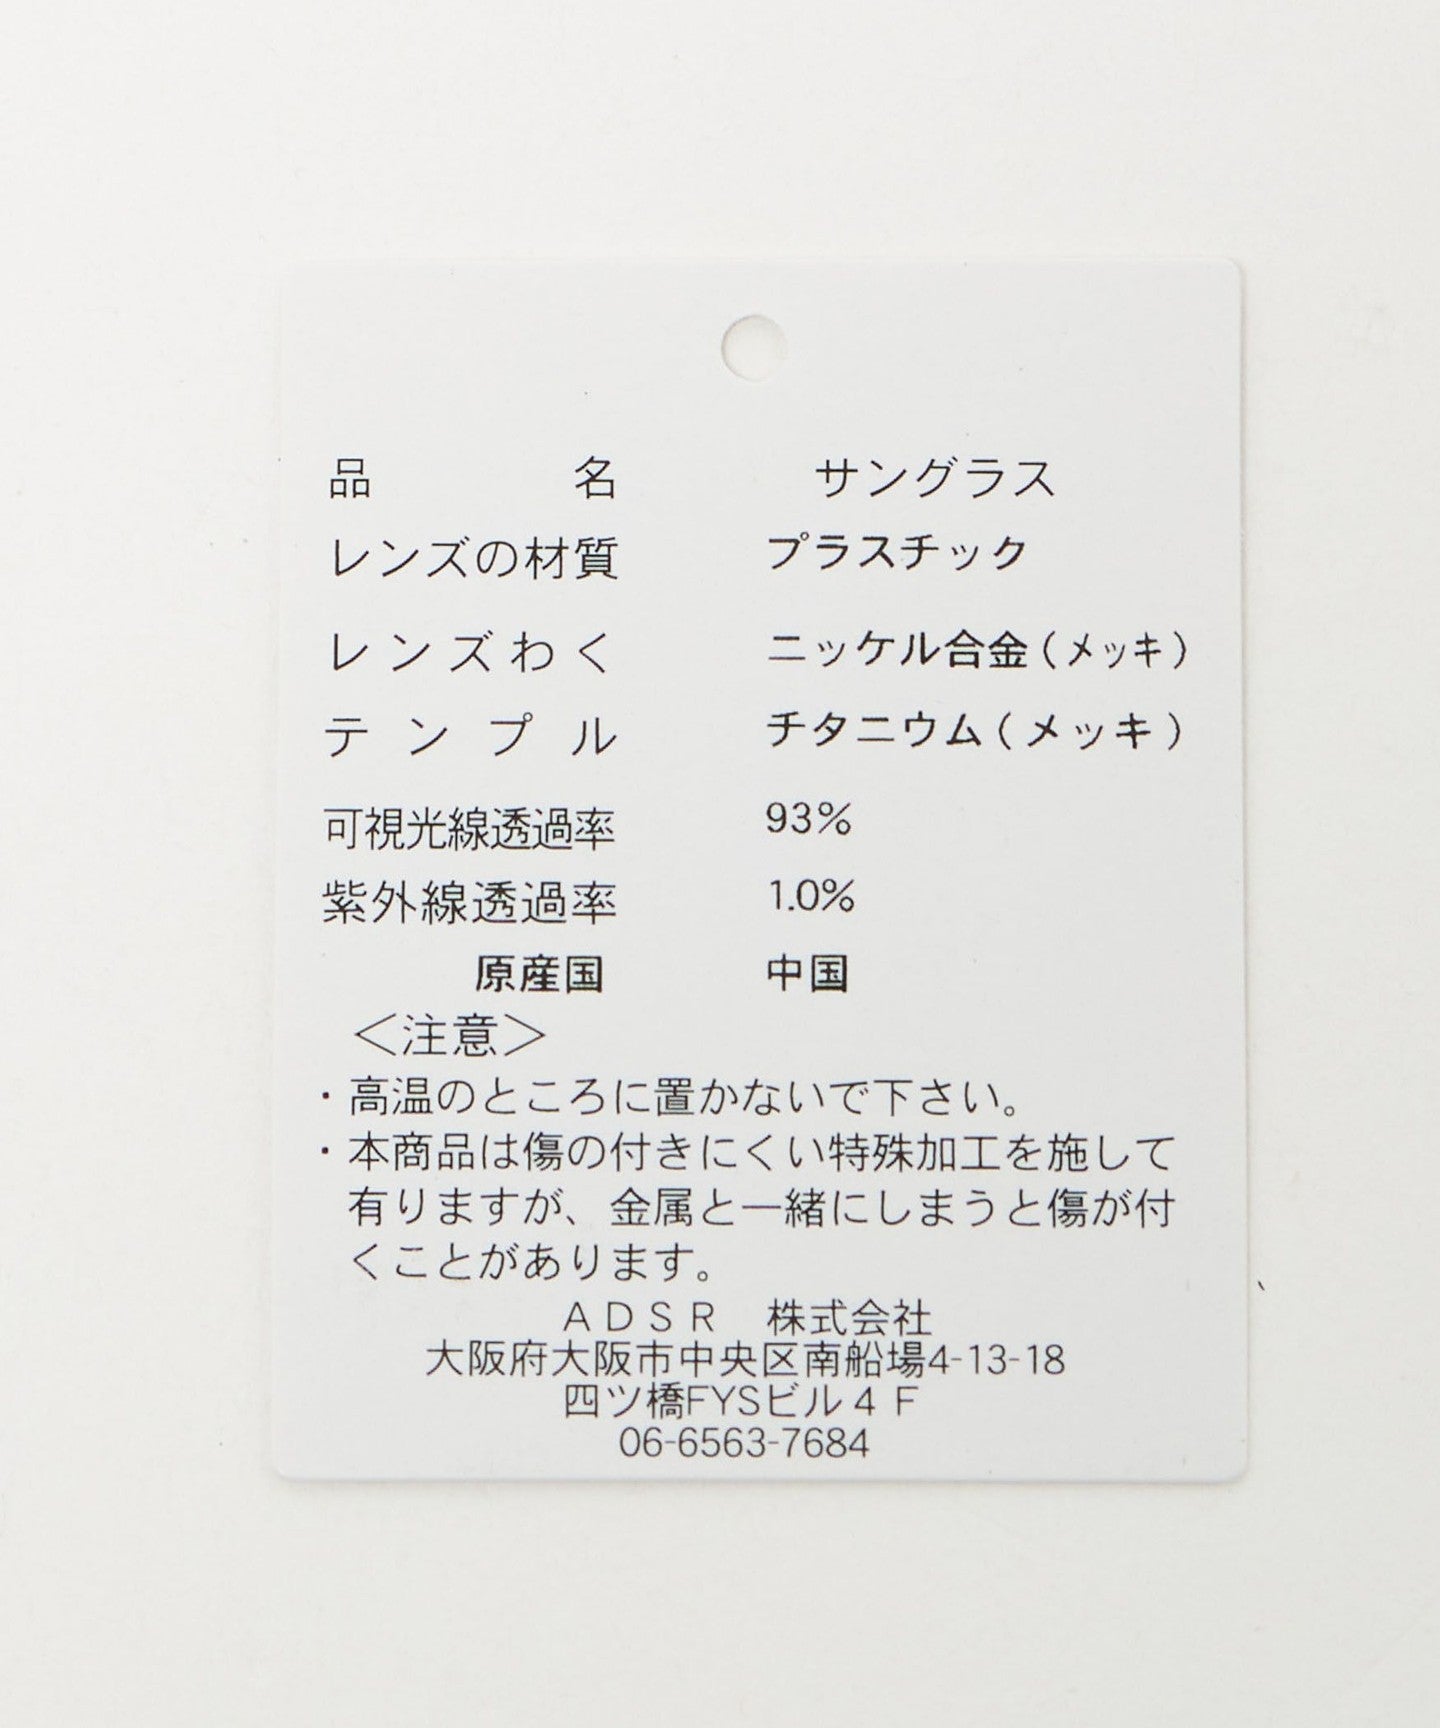 品名 サングラス
レンズの材質 プラスチック
レンズわく ニッケル合金(メッキ)
テンプル チタニウム(メッキ)
可視光線透過率 93%
紫外線透過率 1.0%
原産国 中国
＜注意＞
・高温のところに置かないで下さい。
・本商品は傷の付きにくい特殊加工を施して
有りますが、金属と一緒にしまうと傷が付
くことがあります。
ＡＤＳＲ　株式会社
大阪府大阪市中央区南船場4-13-18
四ツ橋FYSビル４Ｆ
06-6563-7684